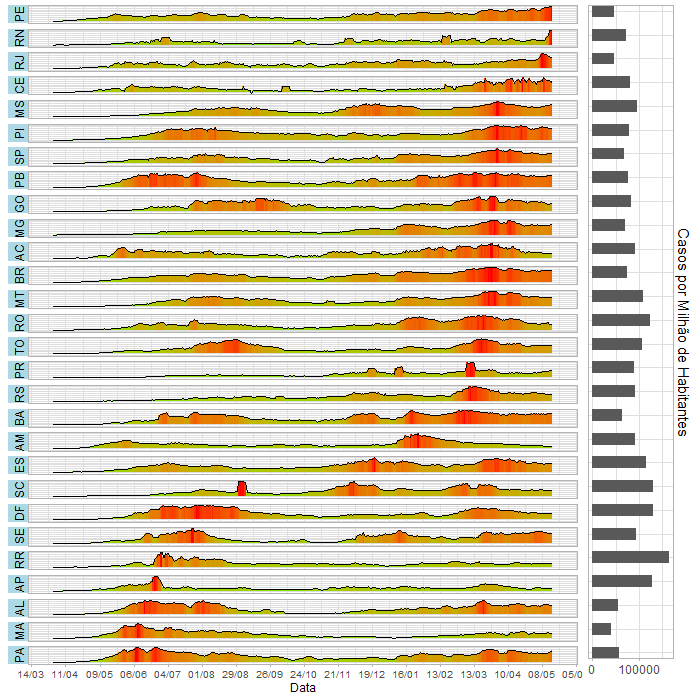 PE
RN
RJ
CE
MS
PI
SP
PB
GO
MG
AC
BR
MT
RO
TO
PR
RS
BA
AM
ES
SC
DF
SE
RR
AP
AL
MA
PA
14/03 11/04 09/05 06/06 04/07 01/08 29/08 26/09 24/10 21/11 19/12 16/01 13/02 13/03 10/04 08/05 05/0
Data
0 100000
Casos por Milhão de Habitantes